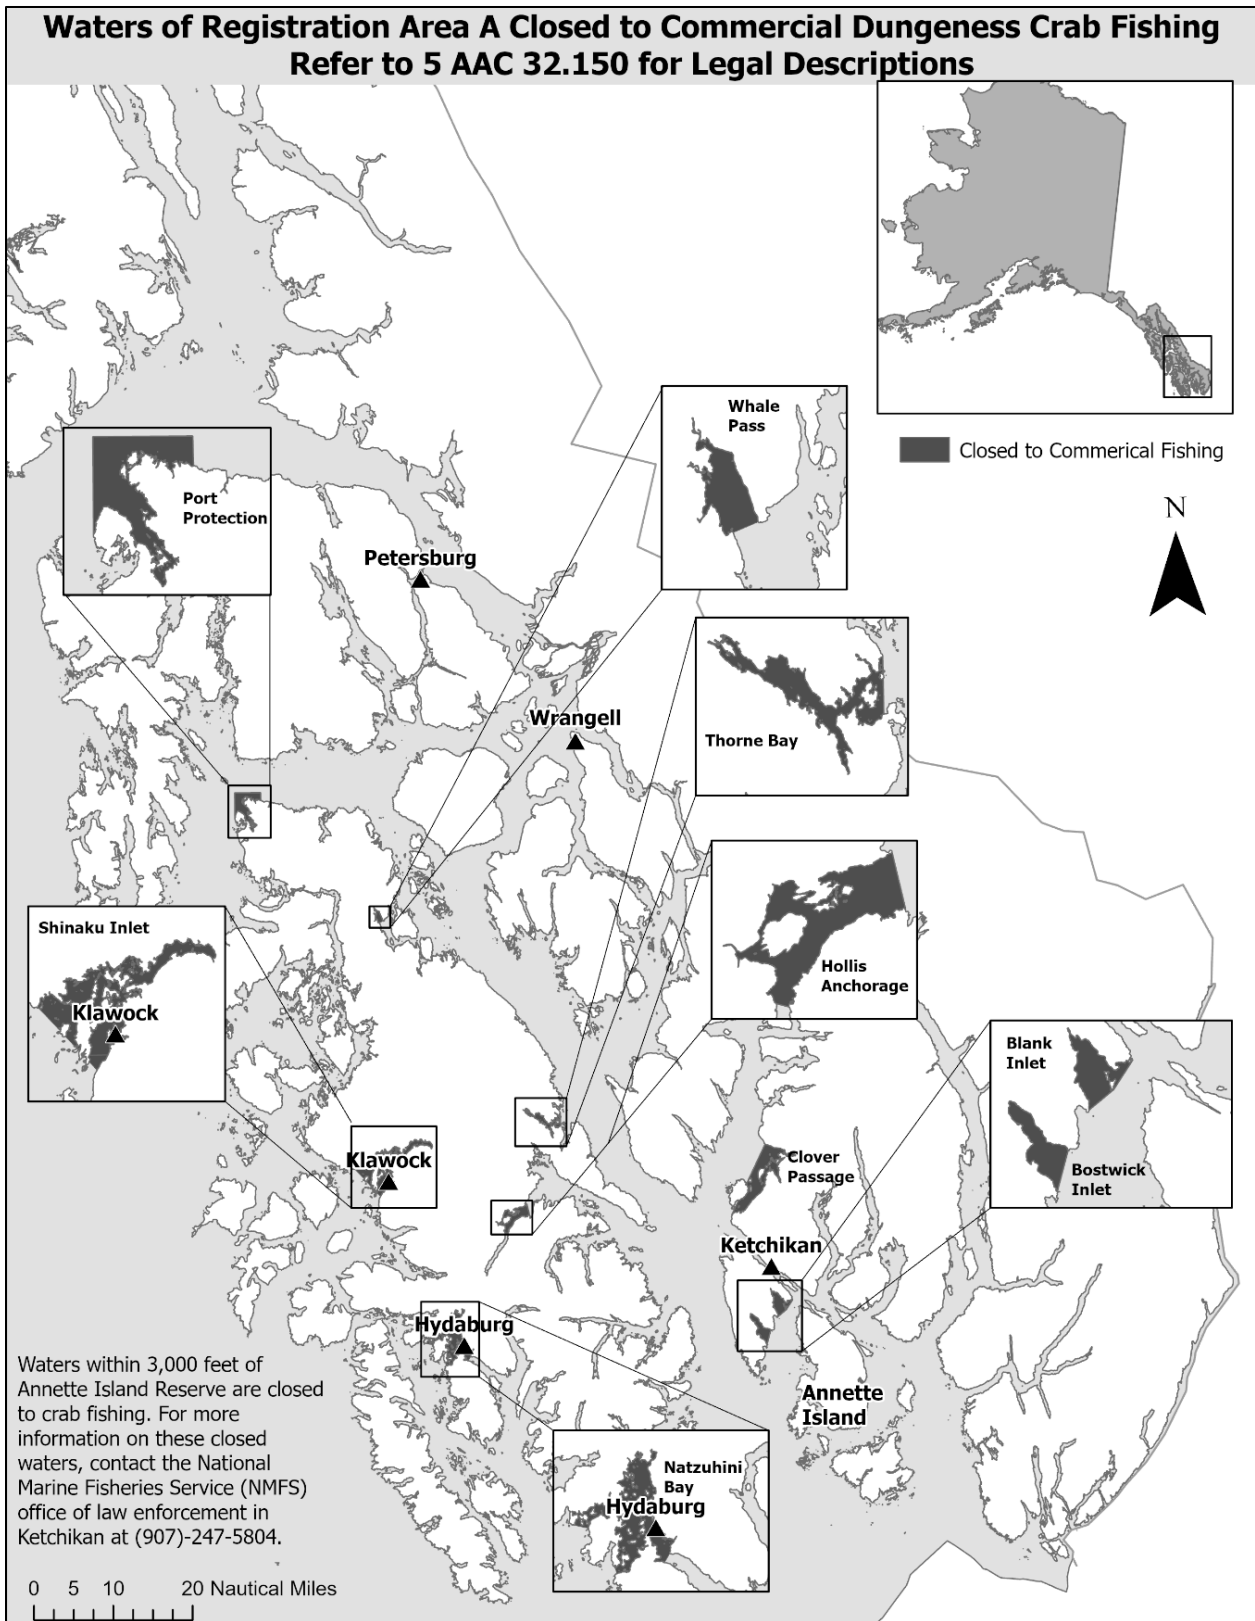 Waters of Registration Area A Closed to Commercial Dungeness Crab Fishing
Refer to 5 AAC 32.150 for Legal Descriptions
Whale
Pass
Closed to Commerical Fishing
N
Port
Protection
Petersburg
Wrangell
Thorne Bay
Shinaku Inlet
Klawock
Hollis
Anchorage
Blank
Inlet
Bostwick
Inlet
Klawock
Clover
Passage
Ketchikan
Hydaburg
Annette
Island
Waters within 3,000 feet of
Annette Island Reserve are closed
to crab fishing. For more
information on these closed
waters, contact the National
Marine Fisheries Service (NMFS)
office of law enforcement in
Ketchikan at (907)-247-5804.
Natzuhini
Bay
Hydaburg
0 5 10 20 Nautical Miles